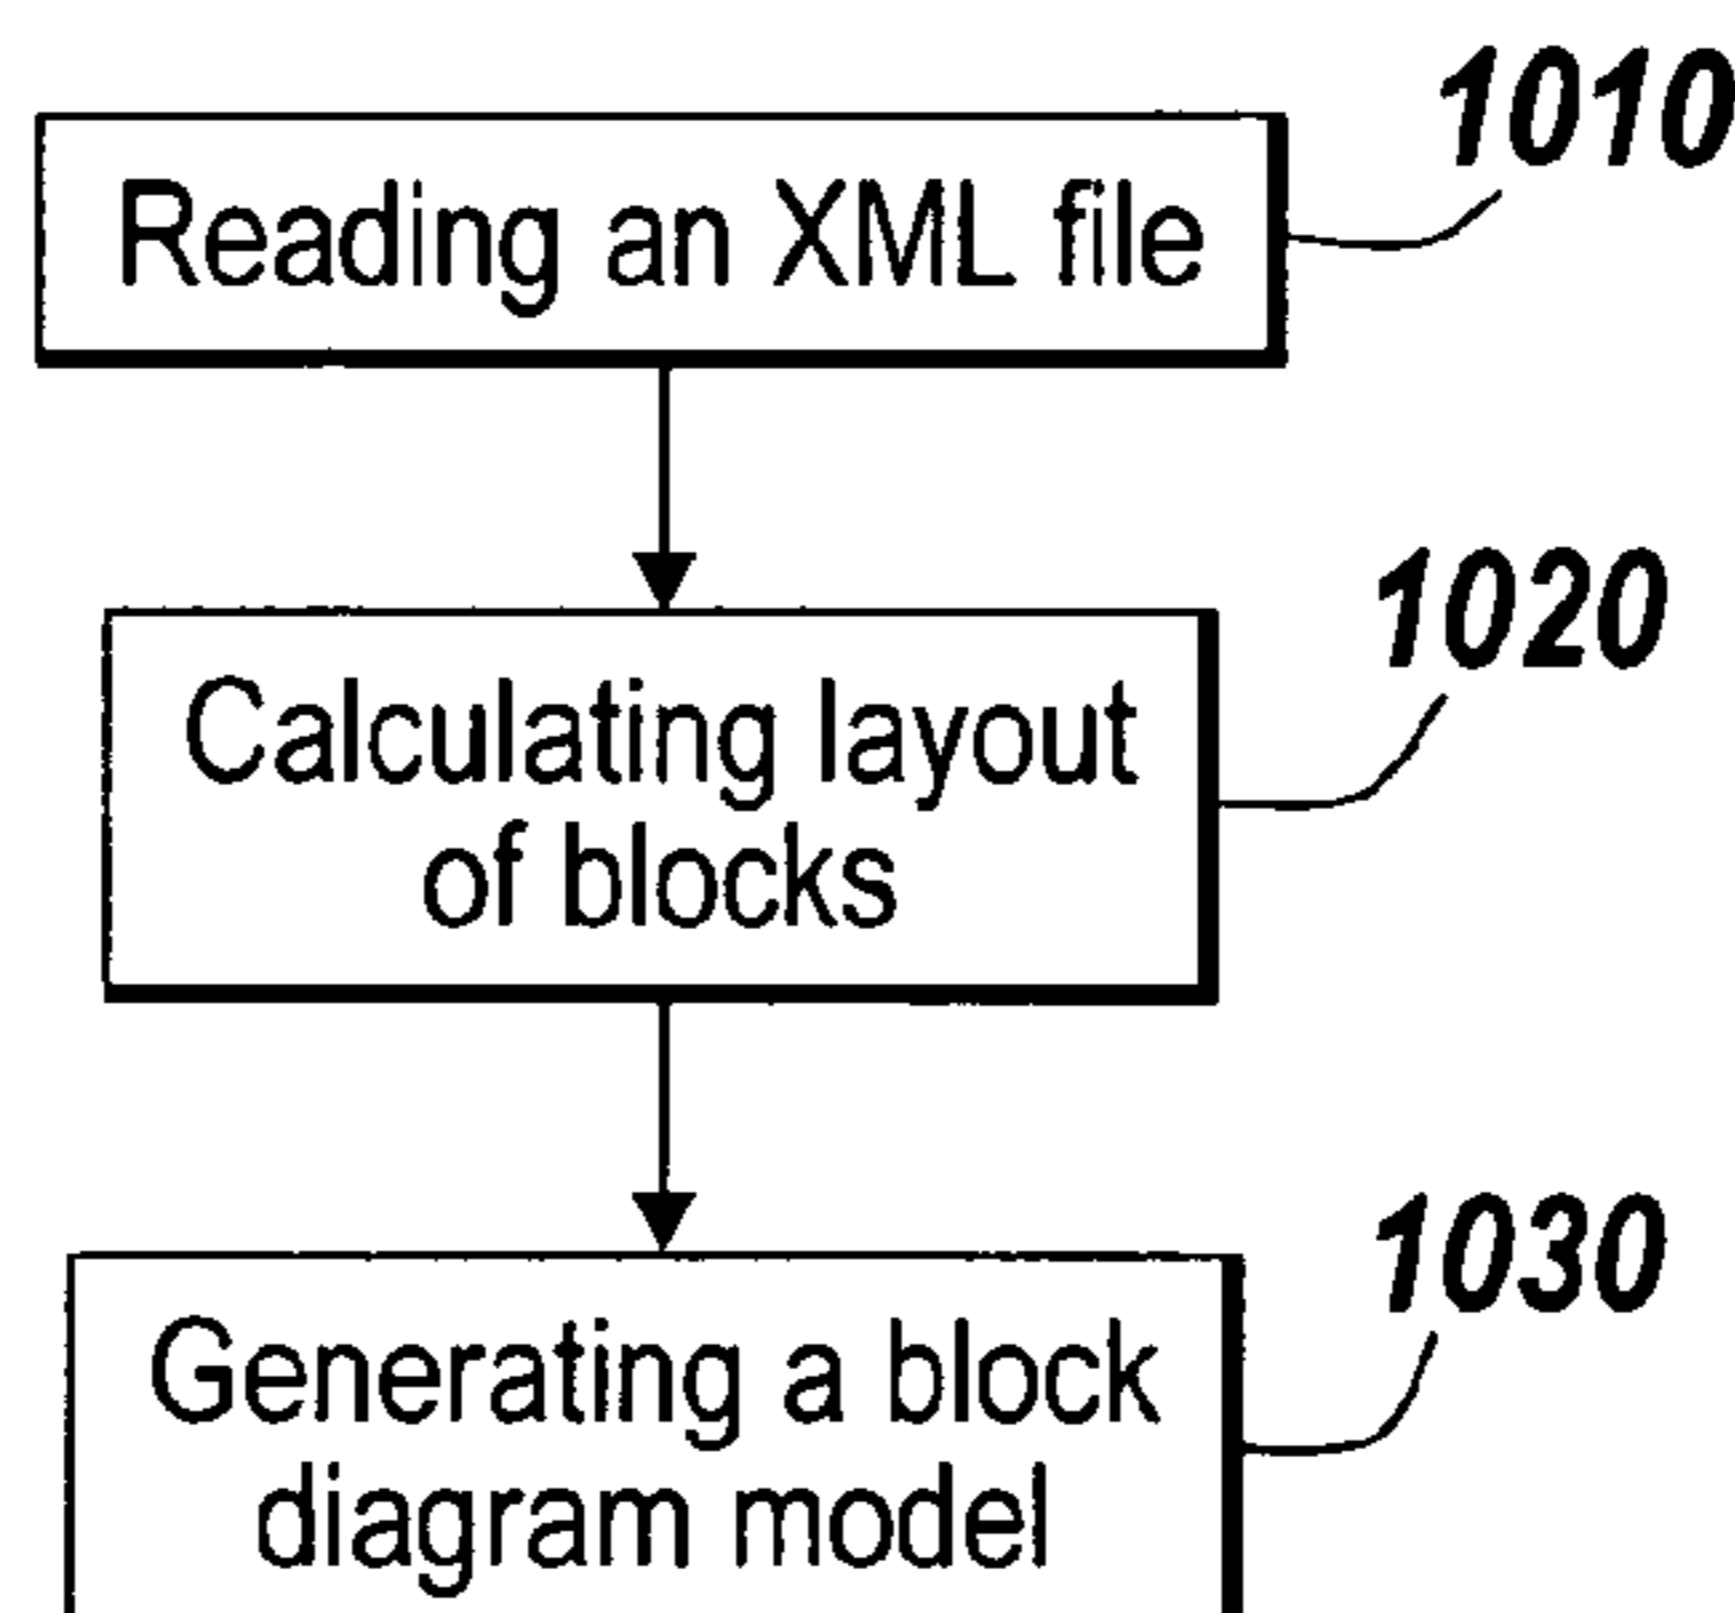 1010
Reading an XML file
1020
Calculating layout
of blocks
1030
Generating a block
diagram model